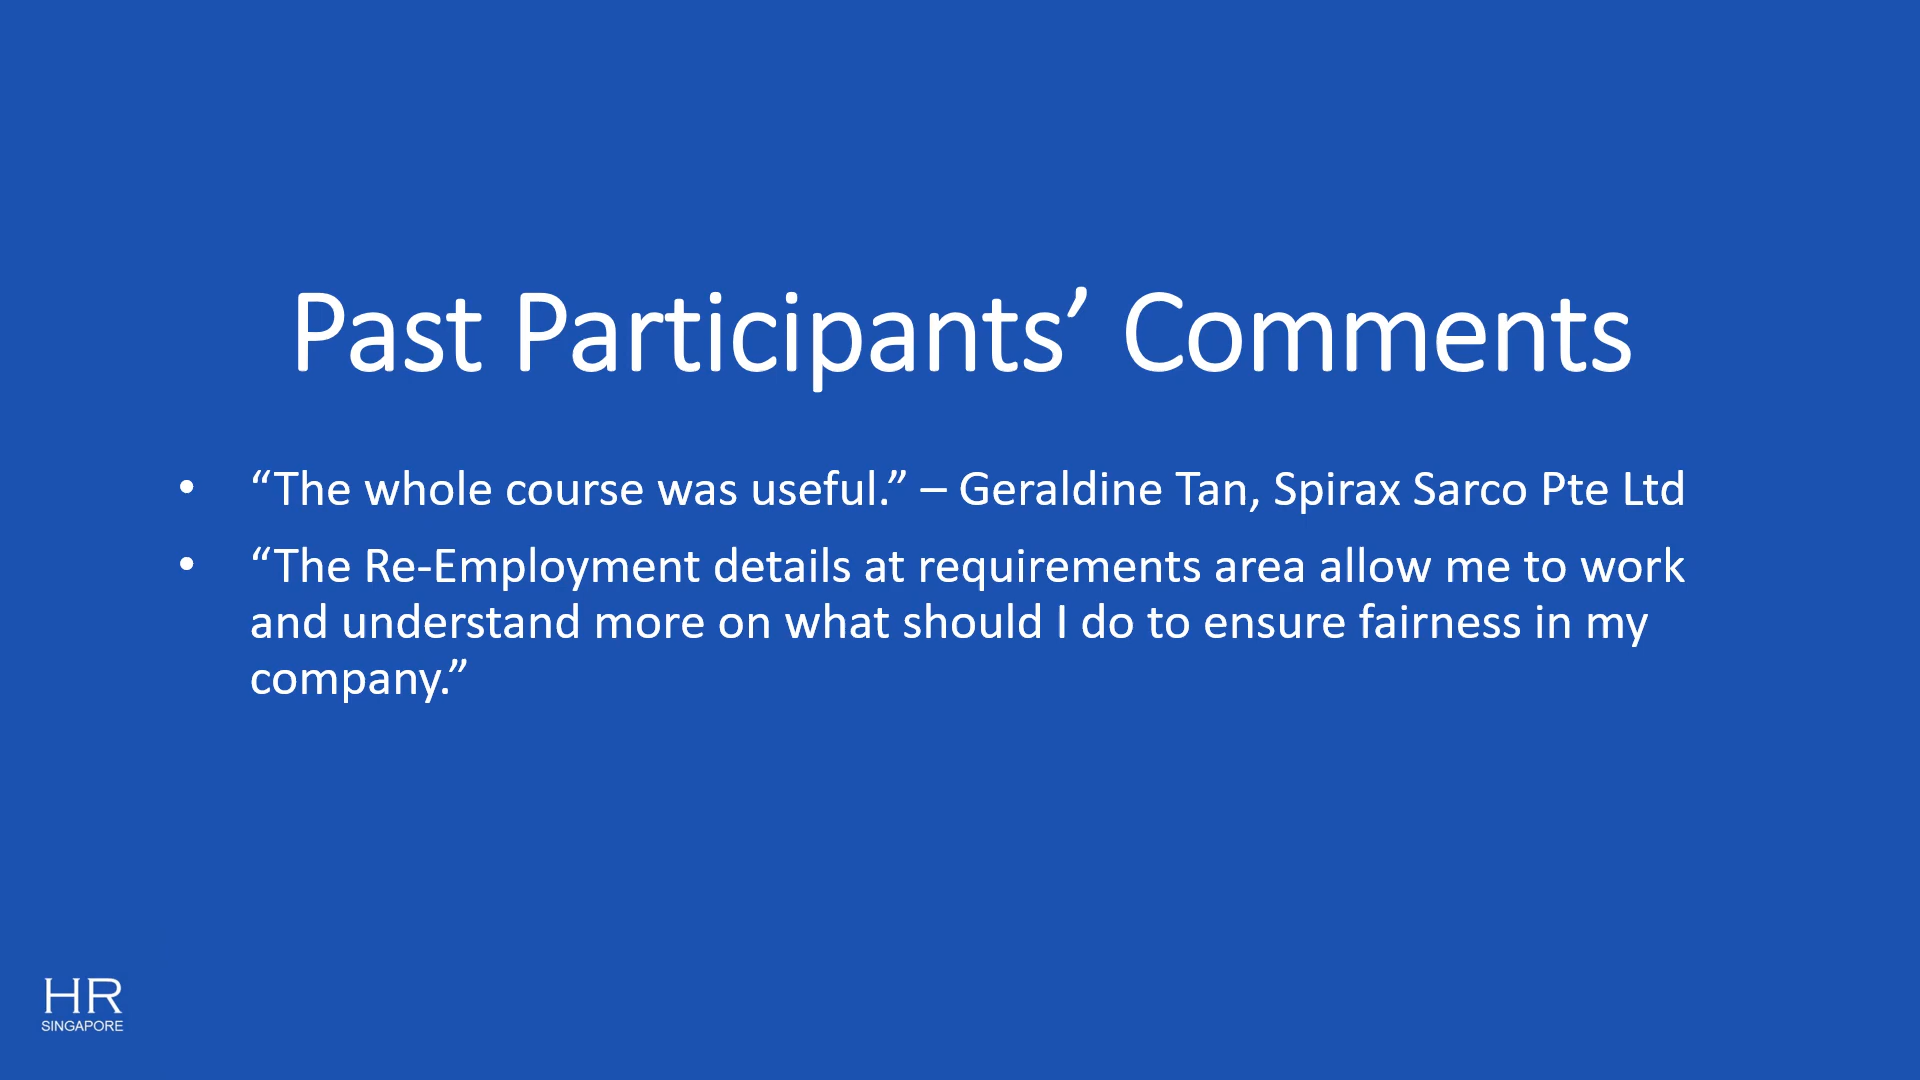 Past Participants’ Comments
• “The whole course was useful.” – Geraldine Tan, Spirax Sarco Pte Ltd
• “The Re-Employment details at requirements area allow me to work
and understand more on what should I do to ensure fairness in my
company.”
HR
SINGAPORE